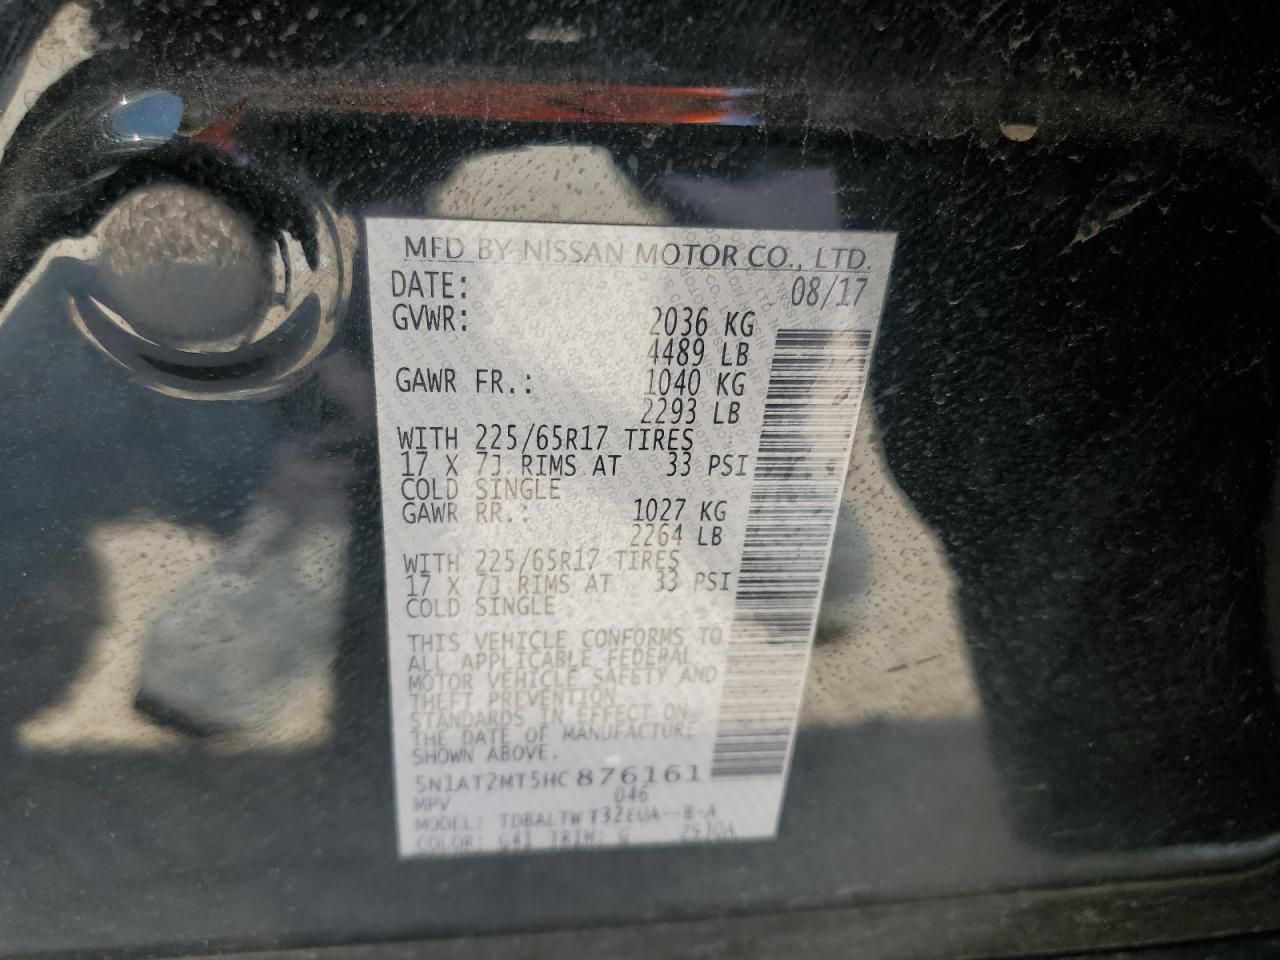 MFD BY NISSAN MOTOR CO., LTD.
DATE: 08/17
GVWR: 2036 KG
4489 LB
GAWR FR.: 1040 KG
2293 LB
WITH 225/65R17 TIRES
17 X 7J RIMS AT 33 PSI
COLD SINGLE
GAWR RR.: 1027 KG
2264 LB
WITH 225/65R17 TIRES
17 X 7J RIMS AT 33 PSI
COLD SINGLE
THIS VEHICLE CONFORMS TO
ALL APPLICABLE FEDERAL
MOTOR VEHICLE SAFETY AND
THEFT PREVENTION
STANDARDS IN EFFECT ON
THE DATE OF MANUFACTURE
SHOWN ABOVE.
5N1AT2MT5HC876161
MPV 046
MODEL: TDBALTWT32EUA--B-A
COLOR: G41 TRIM: G